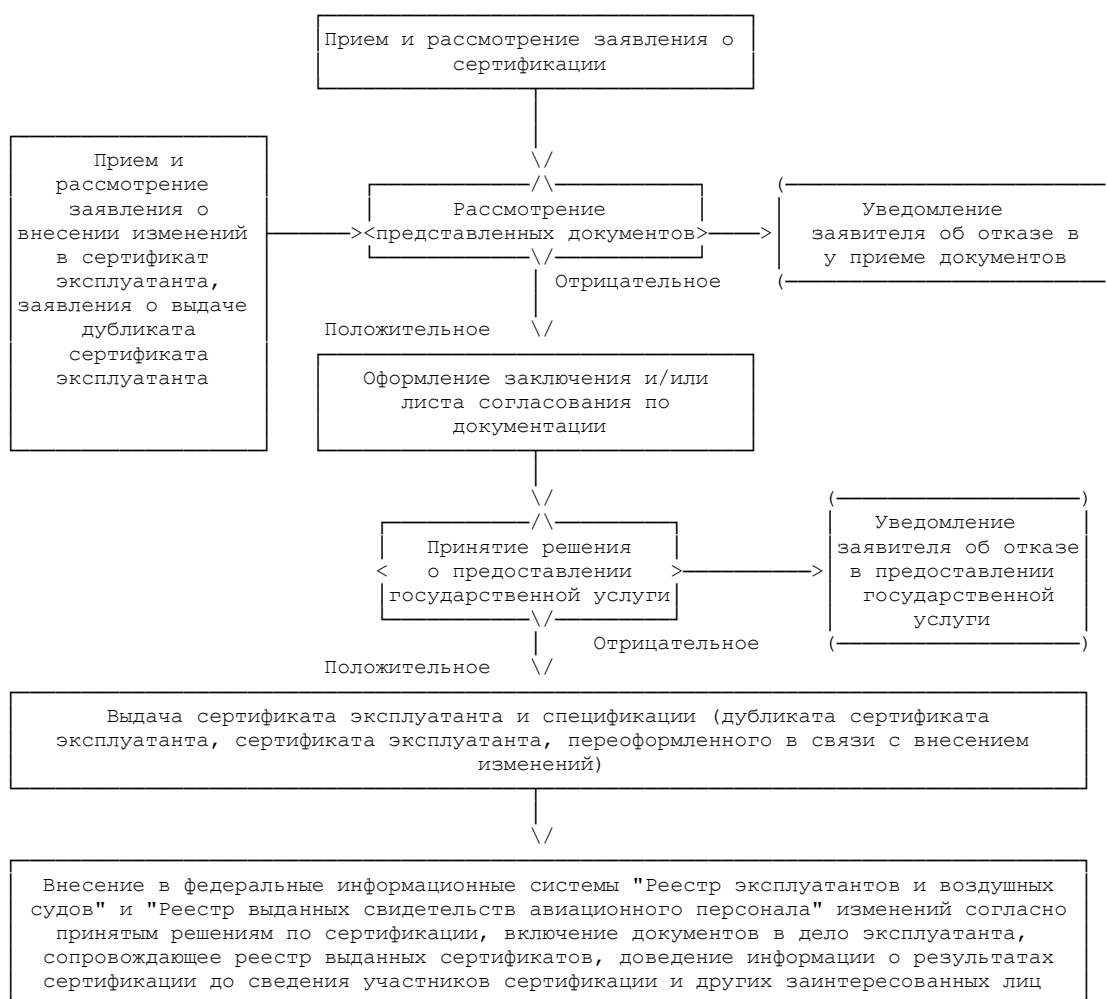 Прием и рассмотрение заявления о
сертификации
Прием и
рассмотрение
заявления о
внесении изменений
в сертификат
эксплуатанта,
заявления о выдаче
дубликата
сертификата
эксплуатанта
Рассмотрение
представленных документов
Уведомление
заявителя об отказе в
у приеме документов
Отрицательное
Положительное
Оформление заключения и/или
листа согласования по
документации
Принятие решения
о предоставлении
государственной услуги
Уведомление
заявителя об отказе
в предоставлении
государственной
услуги
Отрицательное
Положительное
Выдача сертификата эксплуатанта и спецификации (дубликата сертификата
эксплуатанта, сертификата эксплуатанта, переоформленного в связи с внесением
изменений)
Внесение в федеральные информационные системы "Реестр эксплуатантов и воздушных
судов" и "Реестр выданных свидетельств авиационного персонала" изменений согласно
принятым решениям по сертификации, включение документов в дело эксплуатанта,
сопровождающее реестр выданных сертификатов, доведение информации о результатах
сертификации до сведения участников сертификации и других заинтересованных лиц